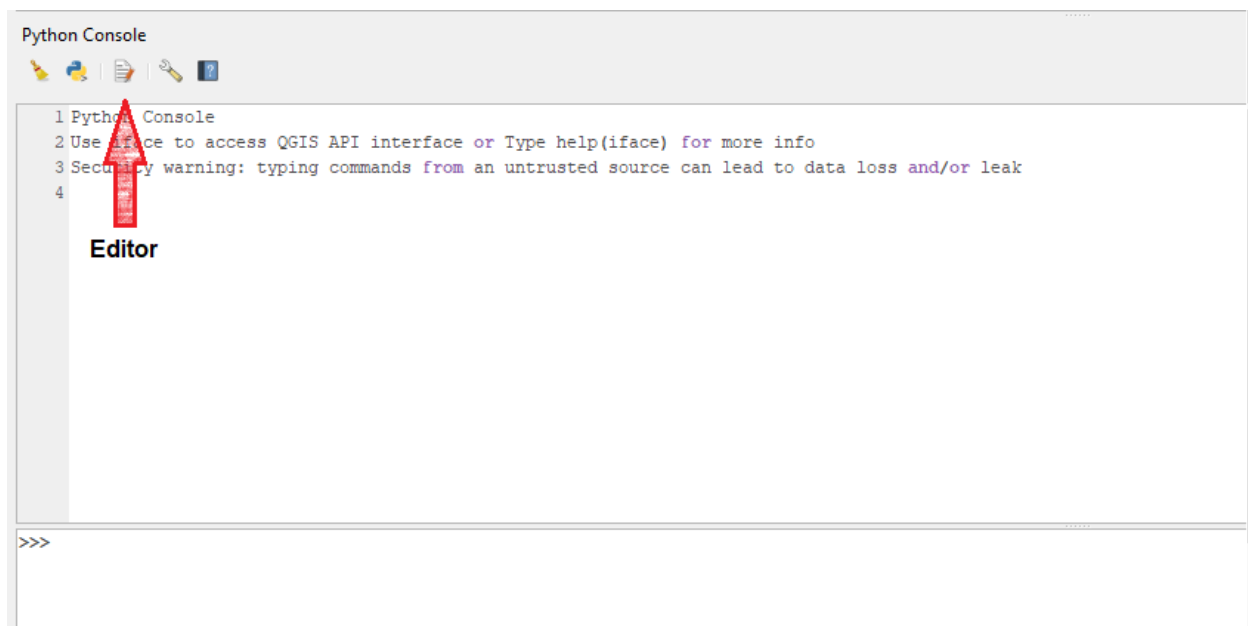 Python Console
?
1 Python Console
2 Use iface to access QGIS API interface or Type help(iface) for more info
3 Security warning: typing commands from an untrusted source can lead to data loss and/or leak
4
Editor
>>>